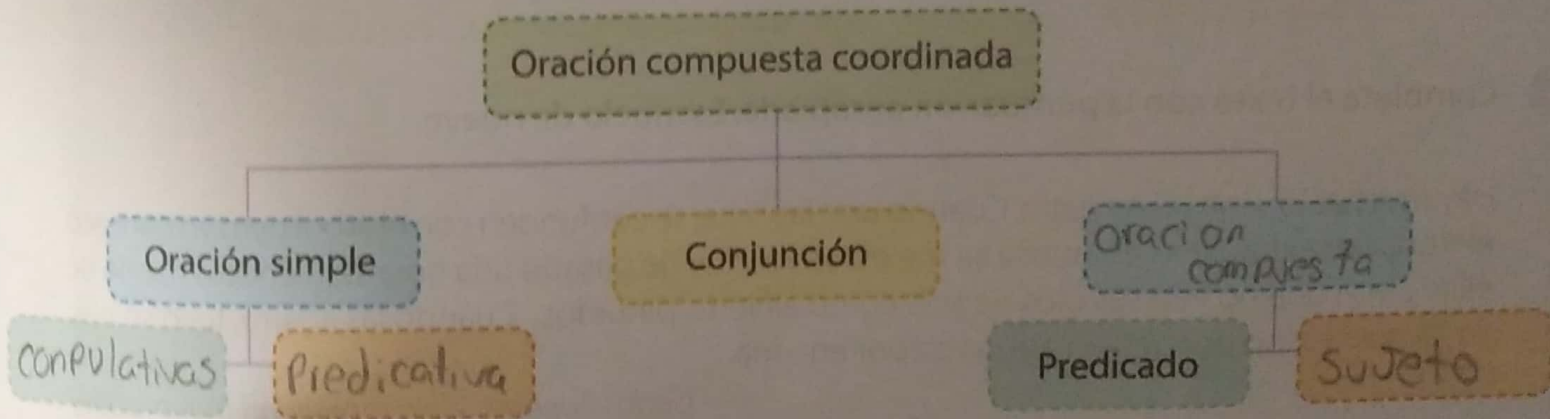 Oración compuesta coordinada
Oración simple
Conjunción
oracion
compuesta
conpulativas
Predicativa
Predicado
Sujeto